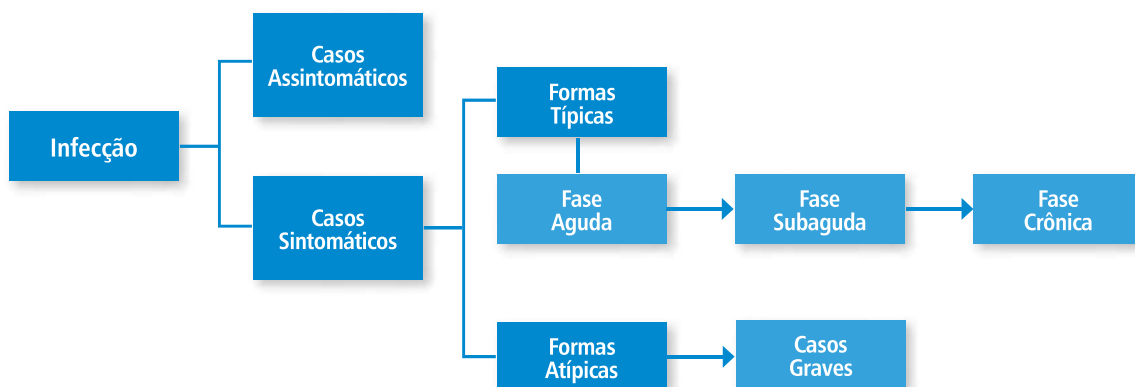 Infecção
Casos
Assintomáticos
Casos
Sintomáticos
Formas
Típicas
Fase
Aguda
Fase
Subaguda
Fase
Crônica
Formas
Atípicas
Casos
Graves